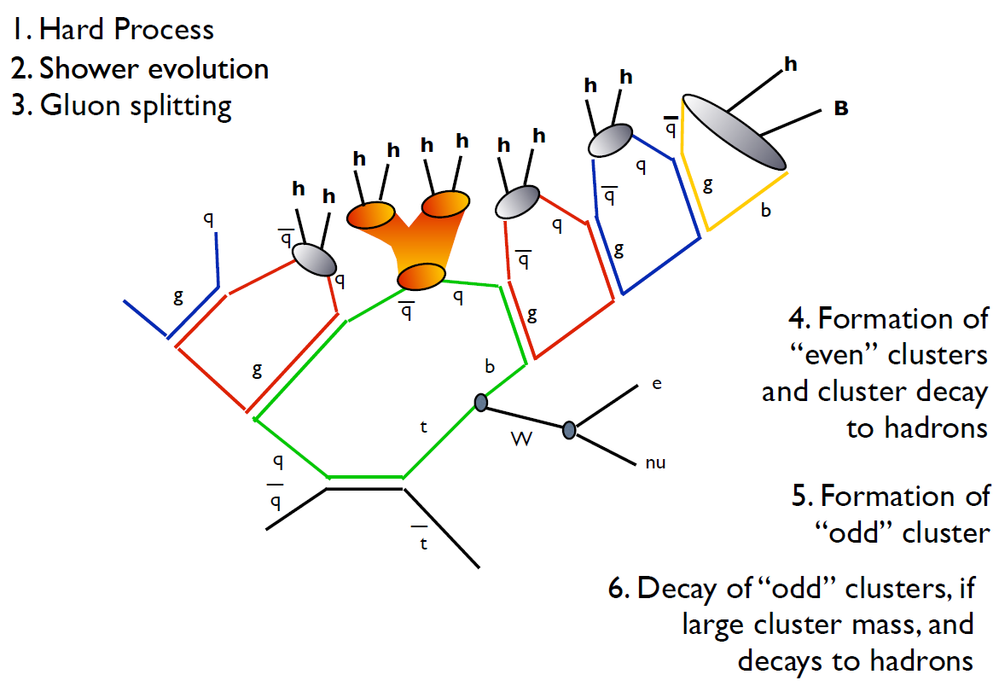 1. Hard Process
2. Shower evolution
3. Gluon splitting
h
h
h
B
q̅
q
g
b
h
h
q̅
q
g
h
h
h
h
h
h
q
g
q̅
q
g
q̅
q
b
t
W
e
nu
q
q̅
t̅
4. Formation of
“even” clusters
and cluster decay
to hadrons
5. Formation of
“odd” cluster
6. Decay of “odd” clusters, if
large cluster mass, and
decays to hadrons